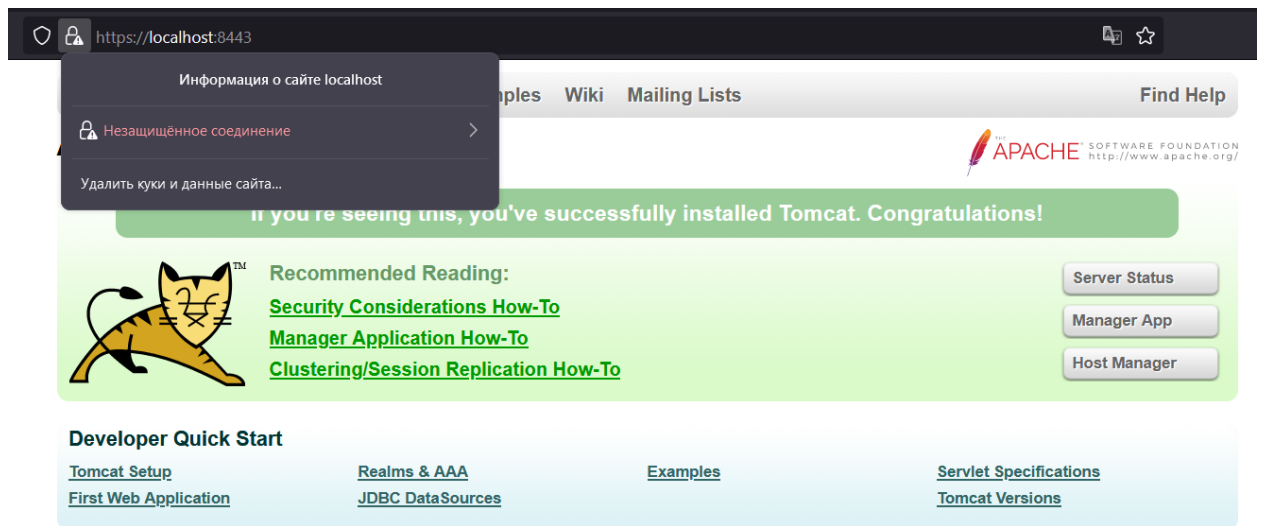 https://localhost:8443
Информация о сайте localhost
Незащищённое соединение
Удалить куки и данные сайта...
Wiki Mailing Lists Find Help
THE APACHE® SOFTWARE FOUNDATION
http://www.apache.org/
If you're seeing this, you've successfully installed Tomcat. Congratulations!
TM
Recommended Reading:
Security Considerations How-To
Manager Application How-To
Clustering/Session Replication How-To
Server Status
Manager App
Host Manager
Developer Quick Start
Tomcat Setup Realms & AAA Examples Servlet Specifications
First Web Application JDBC DataSources Tomcat Versions